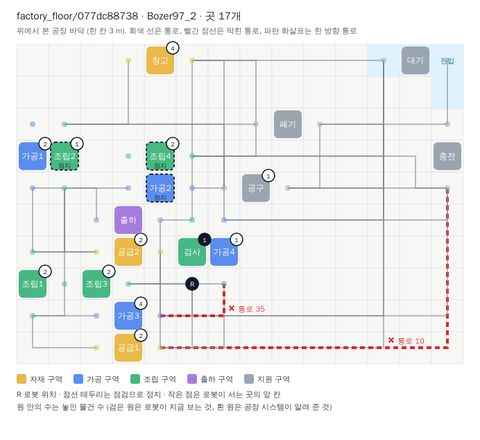 factory_floor/077dc88738 · Bozer97_2 · 곳 17개
위에서 본 공장 바닥 (한 칸 3 m). 회색 선은 통로, 빨간 점선은 막힌 통로, 파란 화살표는 한 방향 통로
4
창고
대기
진입
폐기
2
가공1
1
조립2
정지
2
조립4
정지
충전
가공2
정지
1
공구
출하
2
공급2
1
검사
1
가공4
2
조립1
2
조립3
R
3
가공3
✕ 통로 35
2
공급1
✕ 통로 10
자재 구역
가공 구역
조립 구역
출하 구역
지원 구역
R 로봇 위치 · 점선 테두리는 점검으로 정지 · 작은 점은 로봇이 서는 곳의 앞 칸
원 안의 수는 놓인 물건 수 (검은 원은 로봇이 지금 보는 것, 흰 원은 공장 시스템이 알려 준 것)